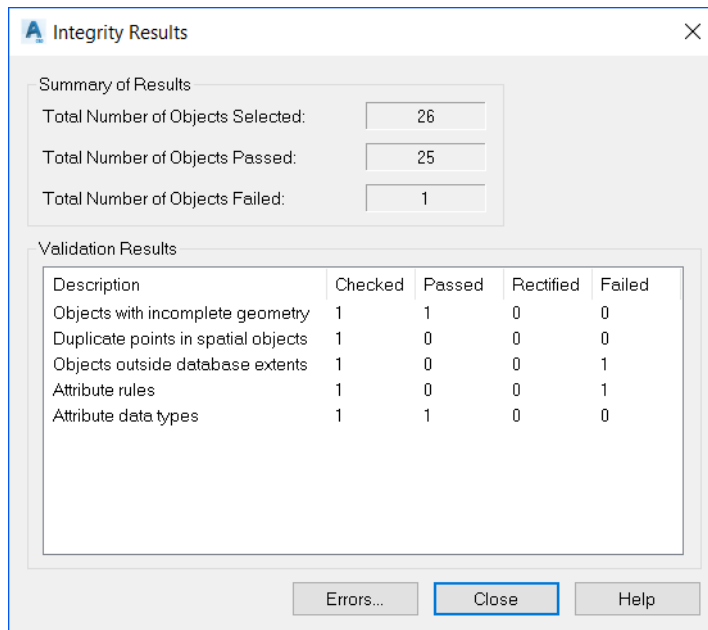 Integrity Results
Summary of Results
Total Number of Objects Selected: 26
Total Number of Objects Passed: 25
Total Number of Objects Failed: 1
Validation Results
Description Checked Passed Rectified Failed
Objects with incomplete geometry 1 1 0 0
Duplicate points in spatial objects 1 0 0 0
Objects outside database extents 1 0 0 1
Attribute rules 1 0 0 1
Attribute data types 1 1 0 0
Errors... Close Help